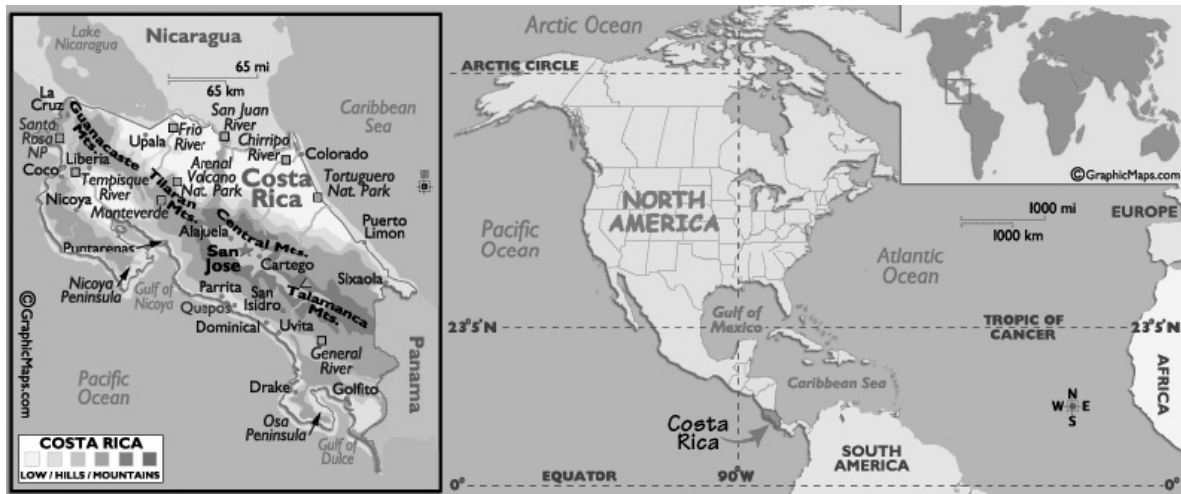 Lake
Nicaragua
Nicaragua
65 mi
65 km
La
Cruz
Santa
Rosa
NP
Guanacaste
Mts.
Upala
Frio
River
San Juan
River
Chirripo
River
Caribbean
Sea
Colorado
Coco
Liberia
Tempisque
River
Arenal
Volcano
Nat. Park
Costa
Rica
Tortuguero
Nat. Park
Nicoya
Monteverde
Tilaran
Mts.
Puntarenas
Alajuela
Central Mts.
San
Jose
Cartego
Puerto
Limon
Nicoya
Peninsula
Gulf of
Nicoya
Parrita
San
Isidro
Talamanca
Mts.
Sixaola
Quapos
Dominical
Uvita
General
River
Panama
Pacific
Ocean
Drake
Golfito
Osa
Peninsula
Gulf of
Dulce
©GraphicMaps.com
COSTA RICA
LOW / HILLS / MOUNTAINS
Arctic Ocean
ARCTIC CIRCLE
NORTH
AMERICA
Pacific
Ocean
Atlantic
Ocean
©GraphicMaps.com
1000 mi
1000 km
EUROPE
Gulf of
Mexico
23°5'N
TROPIC OF
CANCER
23°5'N
AFRICA
Caribbean Sea
Costa
Rica
N
W E
S
SOUTH
AMERICA
EQUATOR
0°
90°W
0°